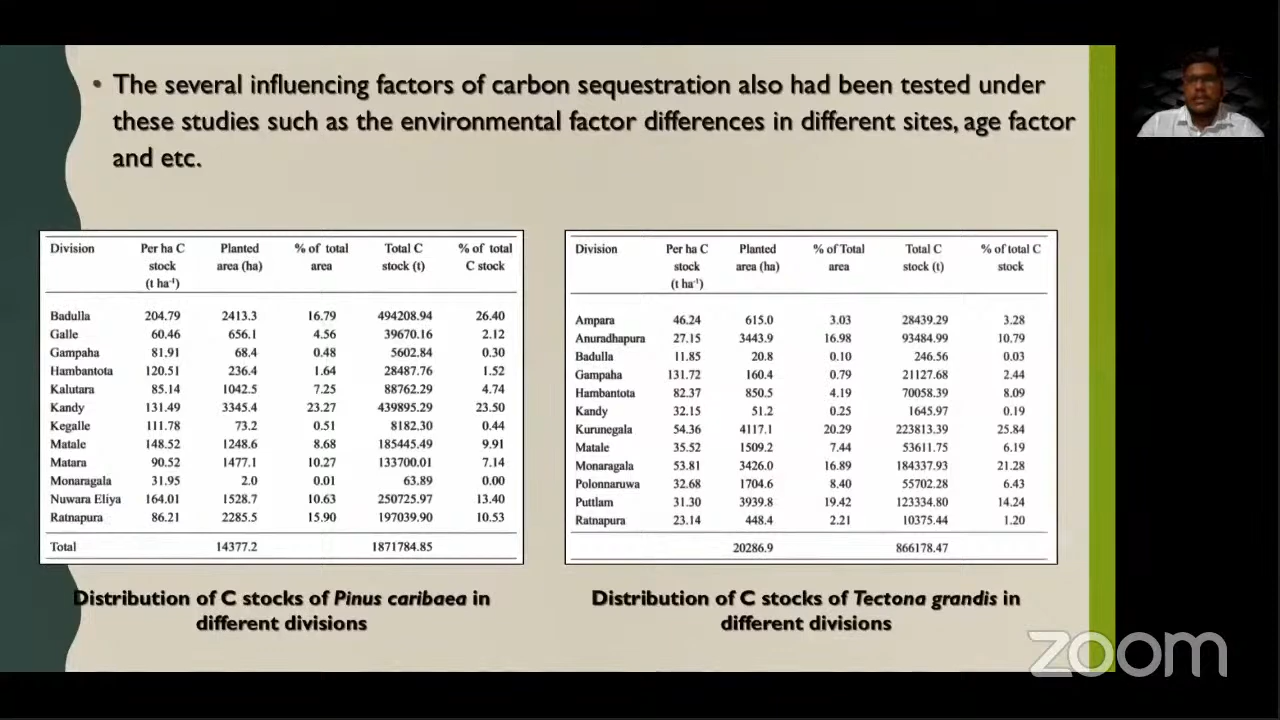 • The several influencing factors of carbon sequestration also had been tested under
these studies such as the environmental factor differences in different sites, age factor
and etc.
Division Per ha C stock (t ha⁻¹) Planted area (ha) % of total area Total C stock (t) % of total C stock
Badulla 204.79 2413.3 16.79 494208.94 26.40
Galle 60.46 656.1 4.56 39670.16 2.12
Gampaha 81.91 68.4 0.48 5602.84 0.30
Hambantota 120.51 236.4 1.64 28487.76 1.52
Kalutara 85.14 1042.5 7.25 88762.29 4.74
Kandy 131.49 3345.4 23.27 439895.29 23.50
Kegalle 111.78 73.2 0.51 8182.30 0.44
Matale 148.52 1248.6 8.68 185445.49 9.91
Matara 90.52 1477.1 10.27 133700.01 7.14
Monaragala 31.95 2.0 0.01 63.89 0.00
Nuwara Eliya 164.01 1528.7 10.63 250725.97 13.40
Ratnapura 86.21 2285.5 15.90 197039.90 10.53
Total 14377.2 1871784.85
Distribution of C stocks of Pinus caribaea in
different divisions
Division Per ha C stock (t ha⁻¹) Planted area (ha) % of Total area Total C stock (t) % of total C stock
Ampara 46.24 615.0 3.03 28439.29 3.28
Anuradhapura 27.15 3443.9 16.98 93484.99 10.79
Badulla 11.85 20.8 0.10 246.56 0.03
Gampaha 131.72 160.4 0.79 21127.68 2.44
Hambantota 82.37 850.5 4.19 70058.39 8.09
Kandy 32.15 51.2 0.25 1645.97 0.19
Kurunegala 54.36 4117.1 20.29 223813.39 25.84
Matale 35.52 1509.2 7.44 53611.75 6.19
Monaragala 53.81 3426.0 16.89 184337.93 21.28
Polonnaruwa 32.68 1704.6 8.40 55702.28 6.43
Puttlam 31.30 3939.8 19.42 123334.80 14.24
Ratnapura 23.14 448.4 2.21 10375.44 1.20
20286.9 866178.47
Distribution of C stocks of Tectona grandis in
different divisions
zoom